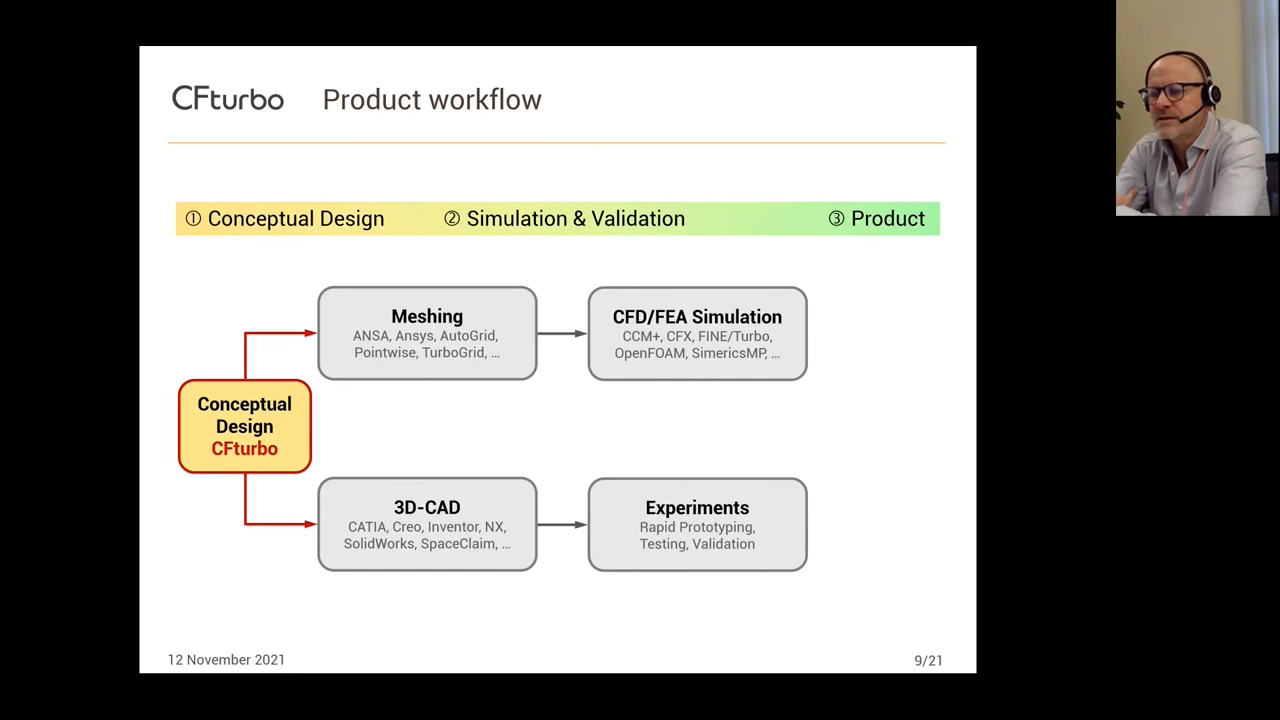 CFturbo Product workflow
① Conceptual Design ② Simulation & Validation ③ Product
Meshing
ANSA, Ansys, AutoGrid,
Pointwise, TurboGrid, ...
CFD/FEA Simulation
CCM+, CFX, FINE/Turbo,
OpenFOAM, SimericsMP, ...
Conceptual
Design
CFturbo
3D-CAD
CATIA, Creo, Inventor, NX,
SolidWorks, SpaceClaim, ...
Experiments
Rapid Prototyping,
Testing, Validation
12 November 2021 9/21